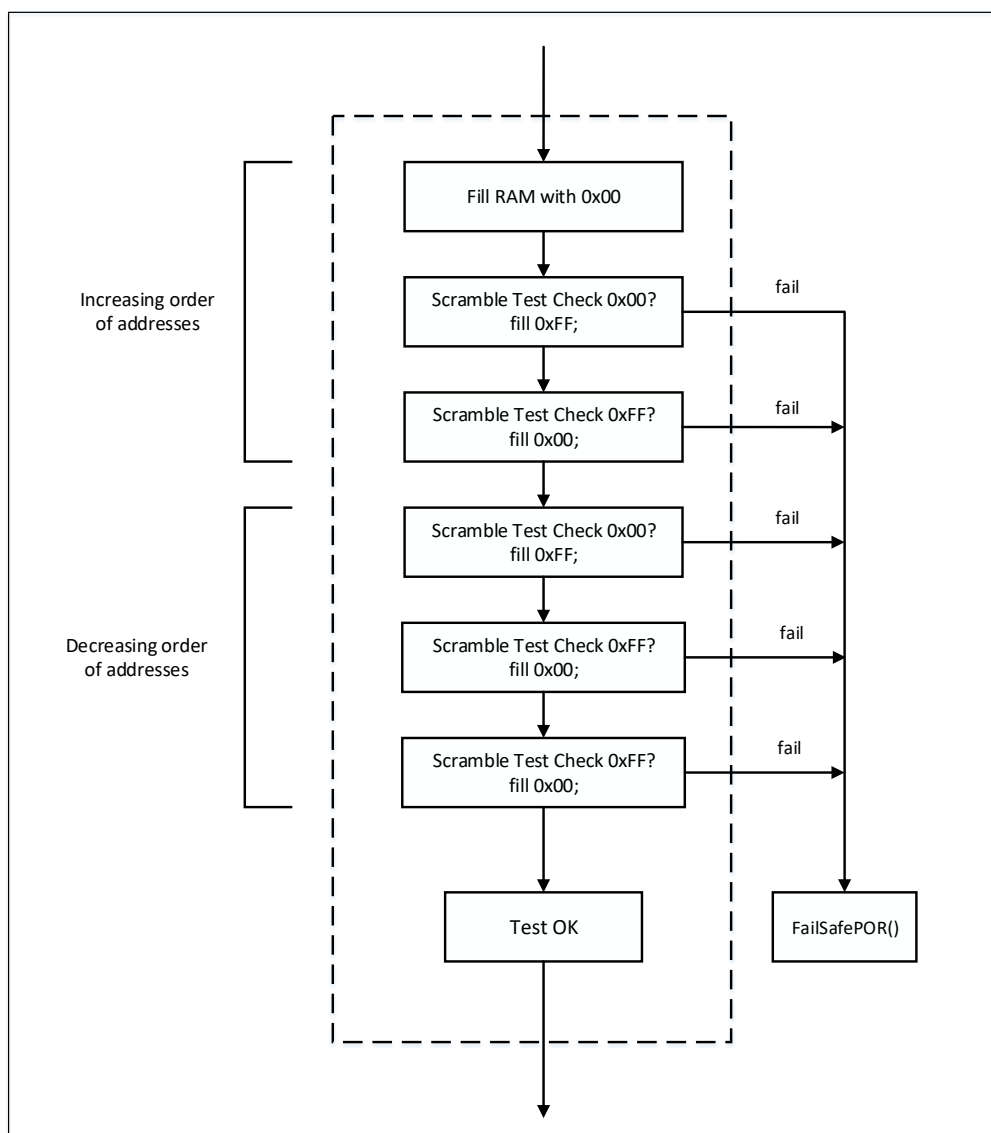 Fill RAM with 0x00
Increasing order
of addresses
Scramble Test Check 0x00?
fill 0xFF;
fail
Scramble Test Check 0xFF?
fill 0x00;
fail
Decreasing order
of addresses
Scramble Test Check 0x00?
fill 0xFF;
fail
Scramble Test Check 0xFF?
fill 0x00;
fail
Scramble Test Check 0xFF?
fill 0x00;
fail
Test OK
FailSafePOR()